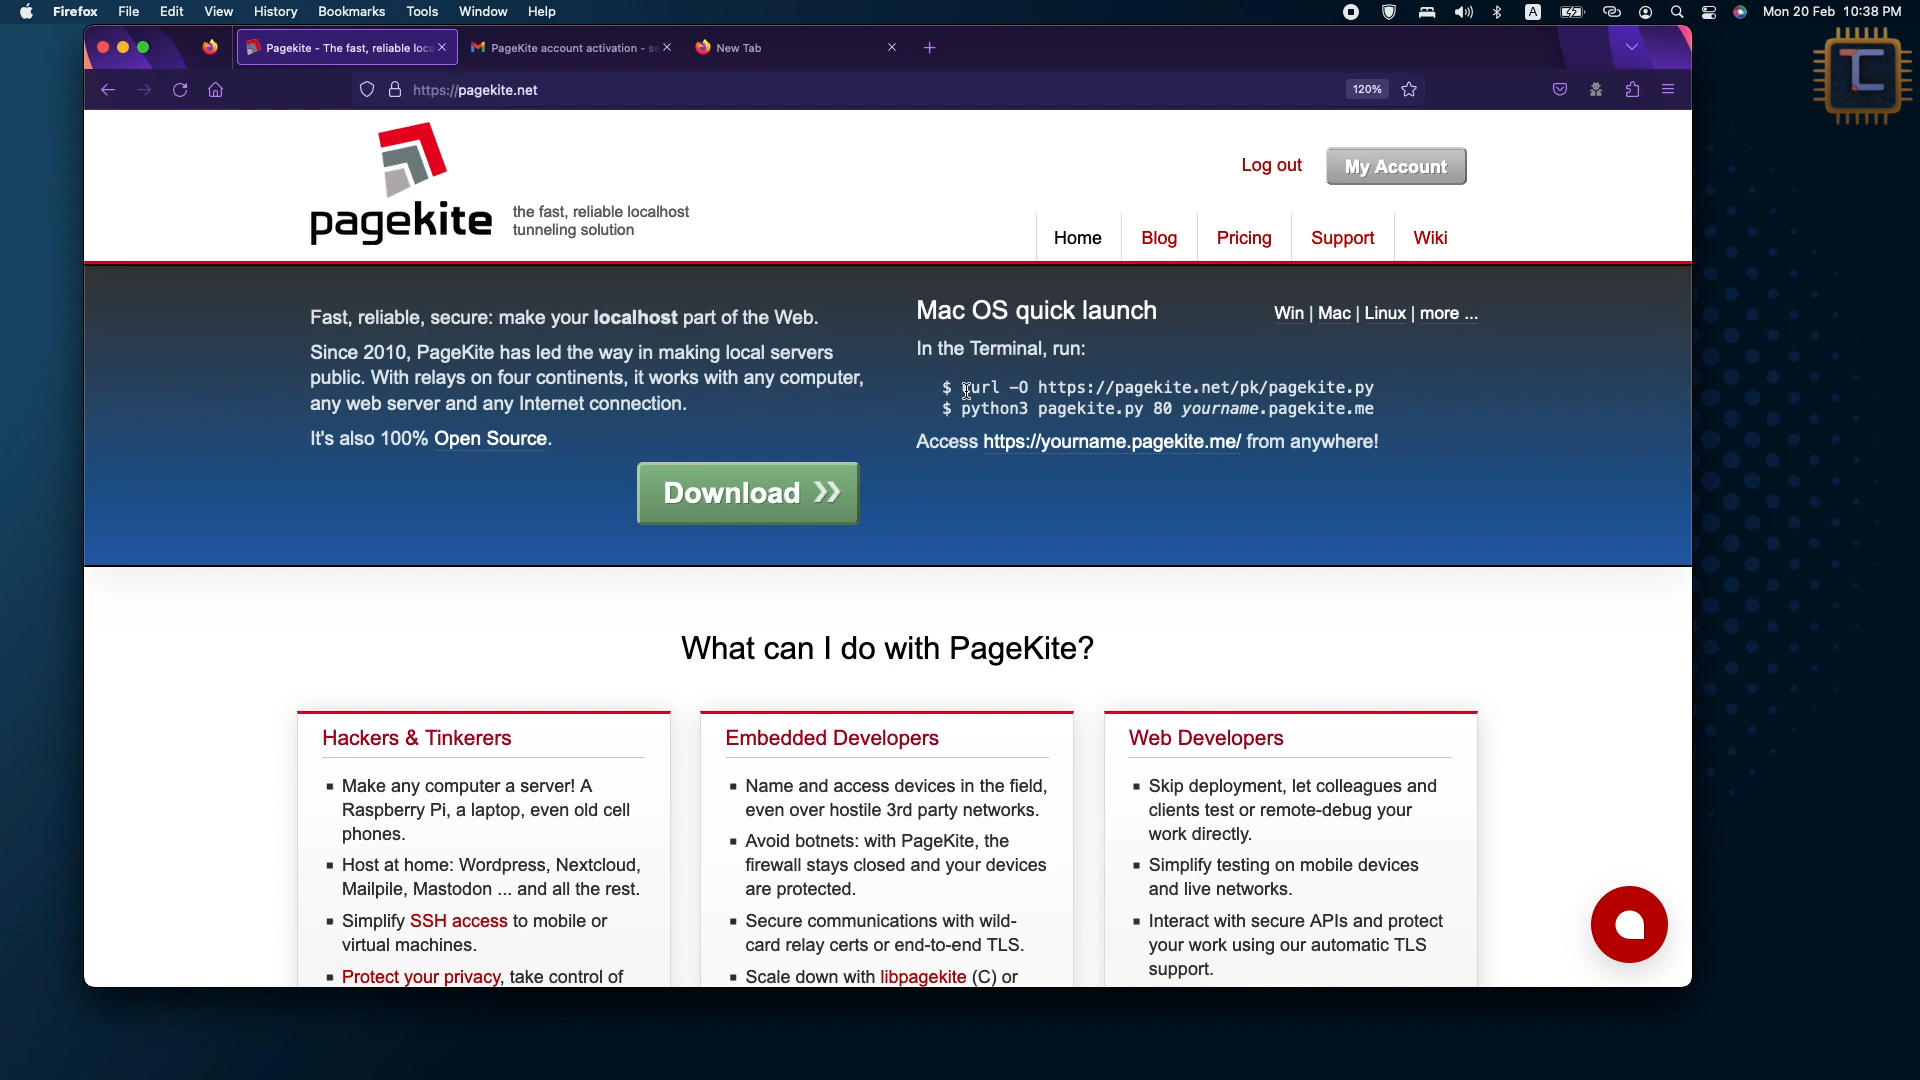 Firefox File Edit View History Bookmarks Tools Window Help
A
Mon 20 Feb 10:38 PM
Pagekite - The fast, reliable loca
PageKite account activation - se
New Tab
https://pagekite.net
120%
pagekite
the fast, reliable localhost
tunneling solution
Log out
My Account
Home
Blog
Pricing
Support
Wiki
Fast, reliable, secure: make your localhost part of the Web.
Since 2010, PageKite has led the way in making local servers
public. With relays on four continents, it works with any computer,
any web server and any Internet connection.
It's also 100% Open Source.
Download »
Mac OS quick launch
Win | Mac | Linux | more ...
In the Terminal, run:
$ curl -O https://pagekite.net/pk/pagekite.py
$ python3 pagekite.py 80 yourname.pagekite.me
Access https://yourname.pagekite.me/ from anywhere!
What can I do with PageKite?
Hackers & Tinkerers
▪ Make any computer a server! A
Raspberry Pi, a laptop, even old cell
phones.
▪ Host at home: Wordpress, Nextcloud,
Mailpile, Mastodon ... and all the rest.
▪ Simplify SSH access to mobile or
virtual machines.
▪ Protect your privacy, take control of
Embedded Developers
▪ Name and access devices in the field,
even over hostile 3rd party networks.
▪ Avoid botnets: with PageKite, the
firewall stays closed and your devices
are protected.
▪ Secure communications with wild-
card relay certs or end-to-end TLS.
▪ Scale down with libpagekite (C) or
Web Developers
▪ Skip deployment, let colleagues and
clients test or remote-debug your
work directly.
▪ Simplify testing on mobile devices
and live networks.
▪ Interact with secure APIs and protect
your work using our automatic TLS
support.